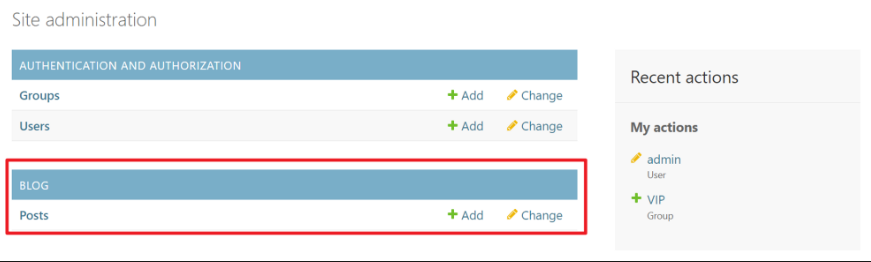 Site administration
AUTHENTICATION AND AUTHORIZATION
Groups Add Change
Users Add Change
BLOG
Posts Add Change
Recent actions
My actions
admin
User
VIP
Group